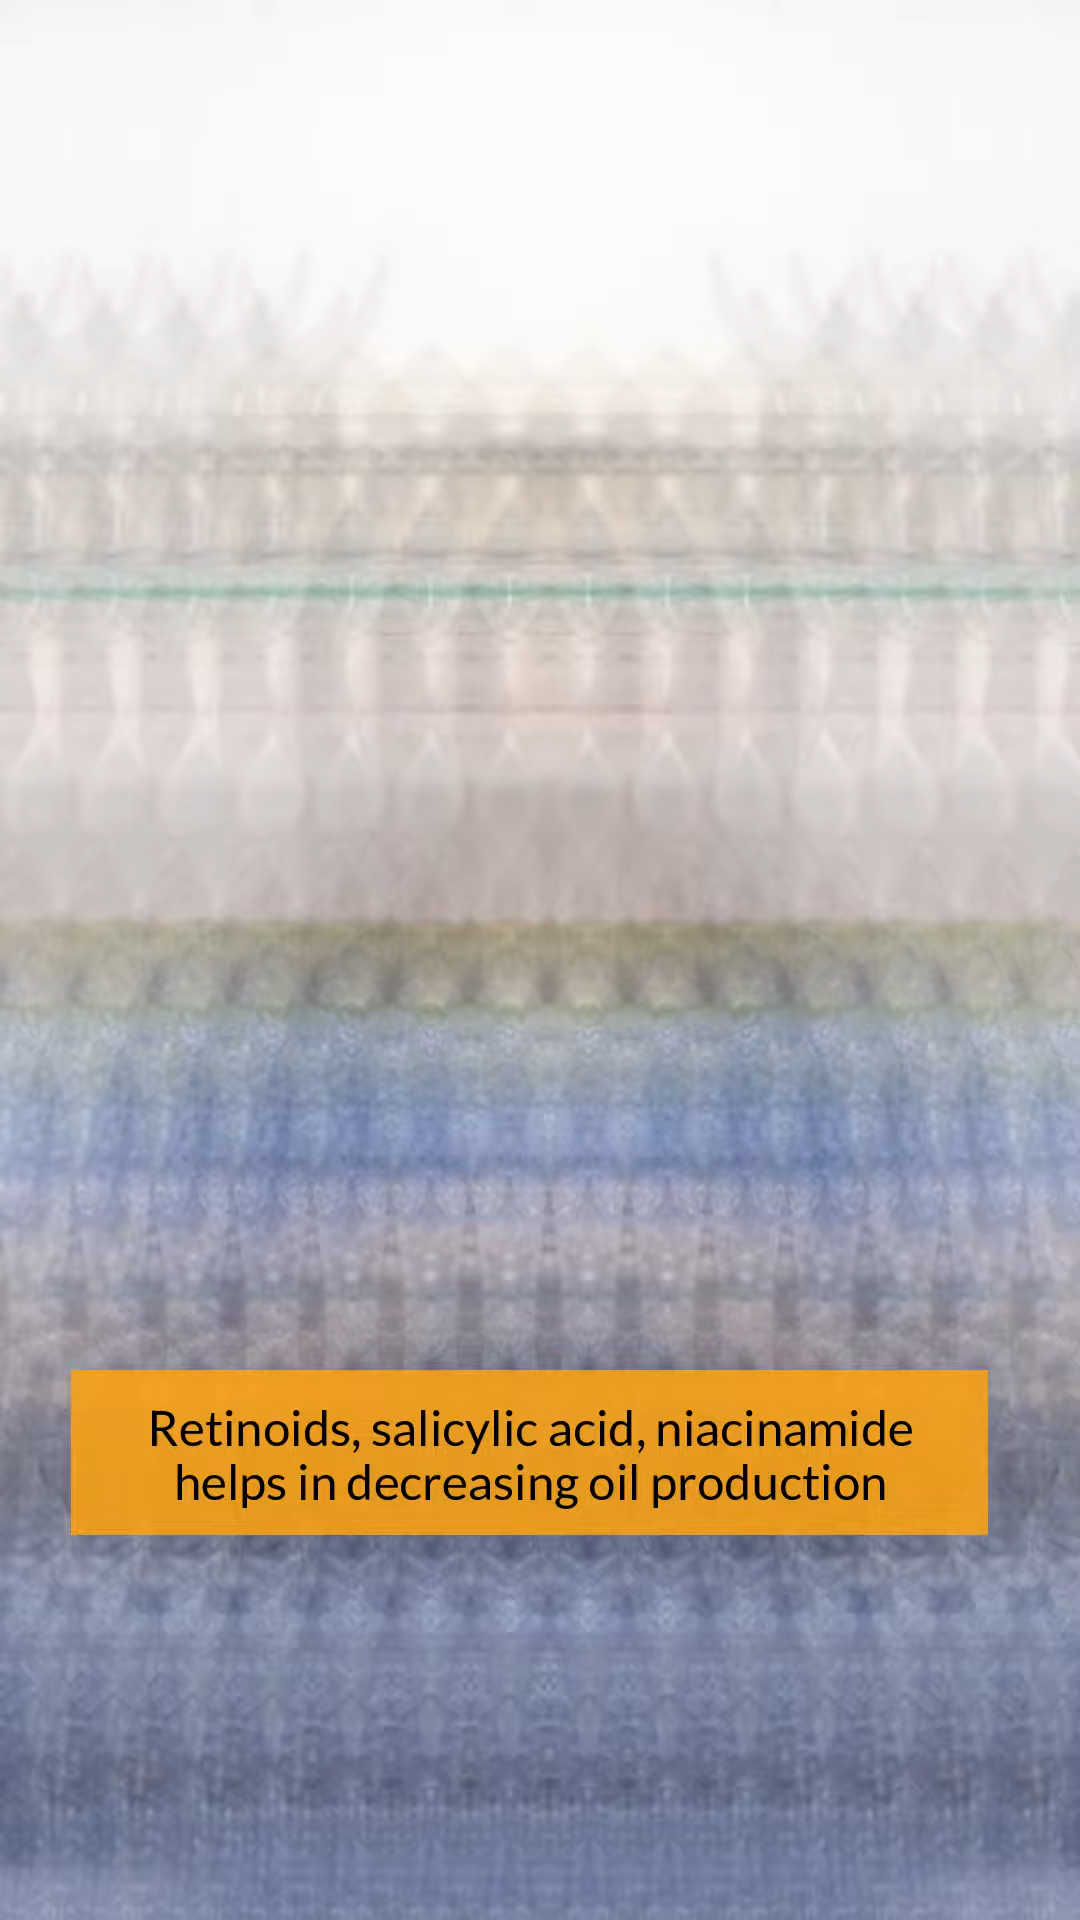 Retinoids, salicylic acid, niacinamide
helps in decreasing oil production